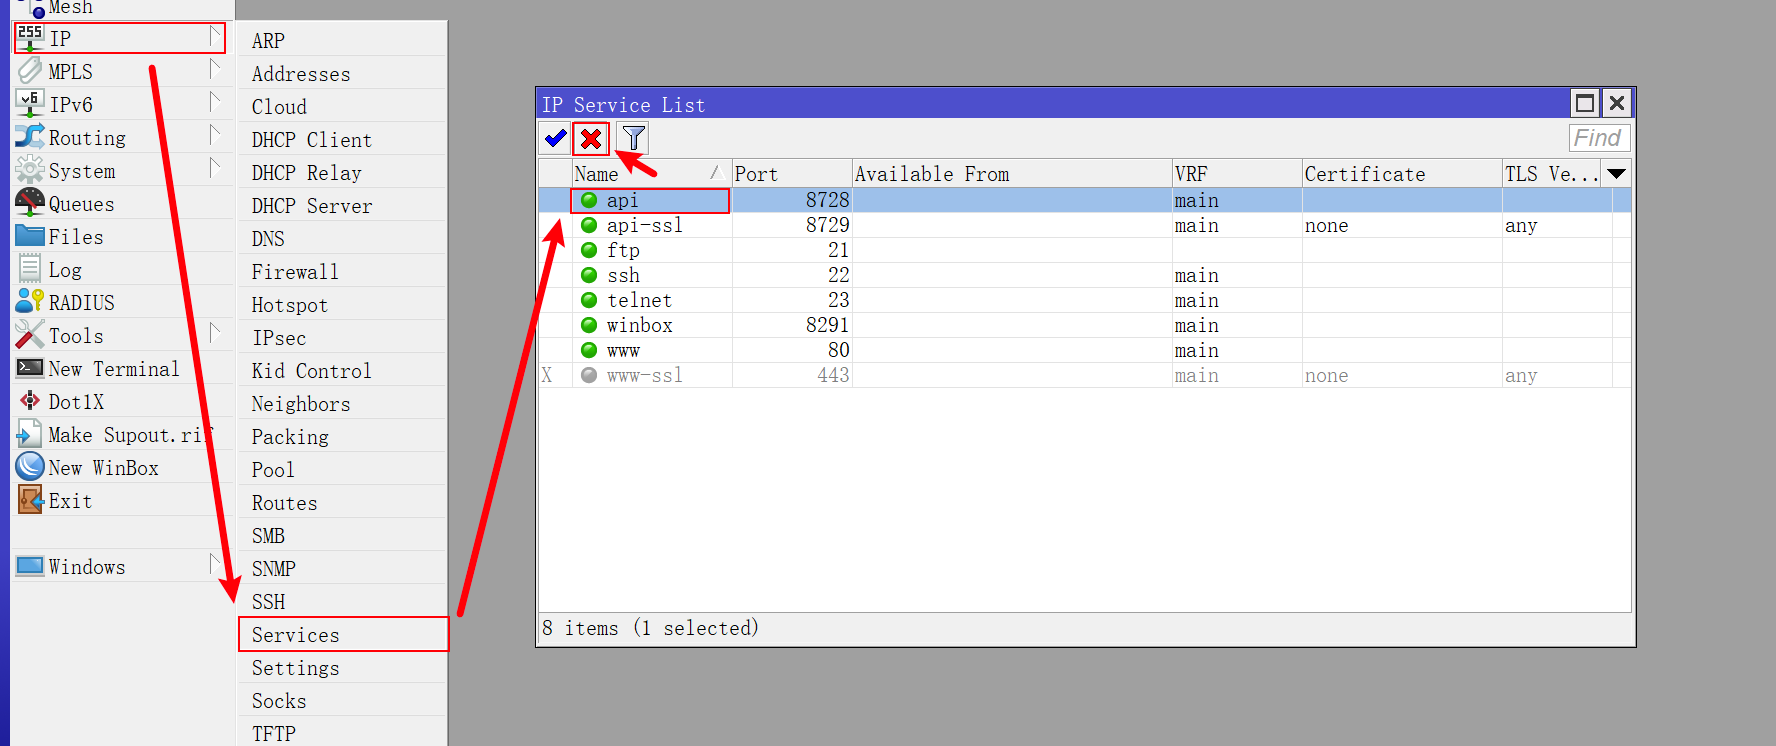 Mesh
255
IP
MPLS
v6
IPv6
Routing
System
Queues
Files
Log
RADIUS
Tools
New Terminal
Dot1X
Make Supout.rif
New WinBox
Exit
Windows
ARP
Addresses
Cloud
DHCP Client
DHCP Relay
DHCP Server
DNS
Firewall
Hotspot
IPsec
Kid Control
Neighbors
Packing
Pool
Routes
SMB
SNMP
SSH
Services
Settings
Socks
TFTP
IP Service List
Find
Name Port Available From VRF Certificate TLS Ve...
api 8728 main
api-ssl 8729 main none any
ftp 21
ssh 22 main
telnet 23 main
winbox 8291 main
www 80 main
X www-ssl 443 main none any
8 items (1 selected)